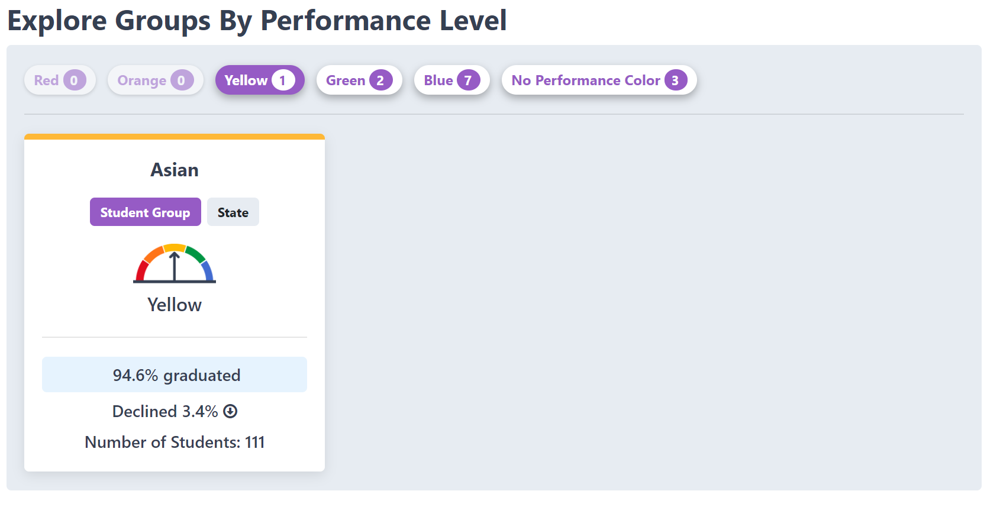 Explore Groups By Performance Level
Red 0 Orange 0 Yellow 1 Green 2 Blue 7 No Performance Color 3
Asian
Student Group State
Yellow
94.6% graduated
Declined 3.4%
Number of Students: 111